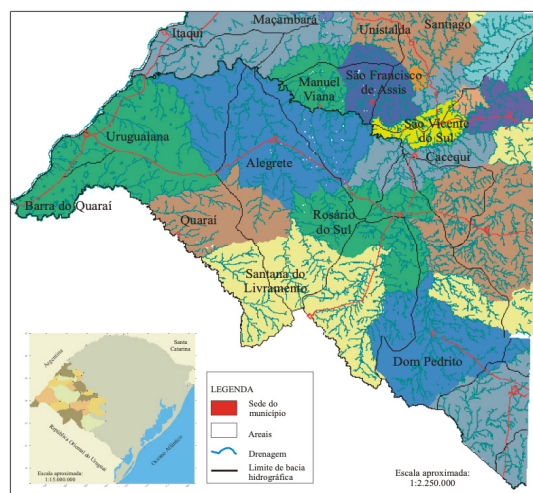 Maçambará
Unistalda
Santiago
Itaqui
São Francisco
de Assis
Manuel
Viana
São Vicente
do Sul
Uruguaiana
Alegrete
Cacequi
Barra do Quaraí
Quaraí
Rosário
do Sul
Santana do
Livramento
Dom Pedrito
Santa
Catarina
Argentina
República Oriental do Uruguai
Oceano Atlântico
Escala aproximada:
1:15.000.000
LEGENDA
Sede do
município
Areais
Drenagem
Limite de bacia
hidrográfica
Escala aproximada:
1:2.250.000